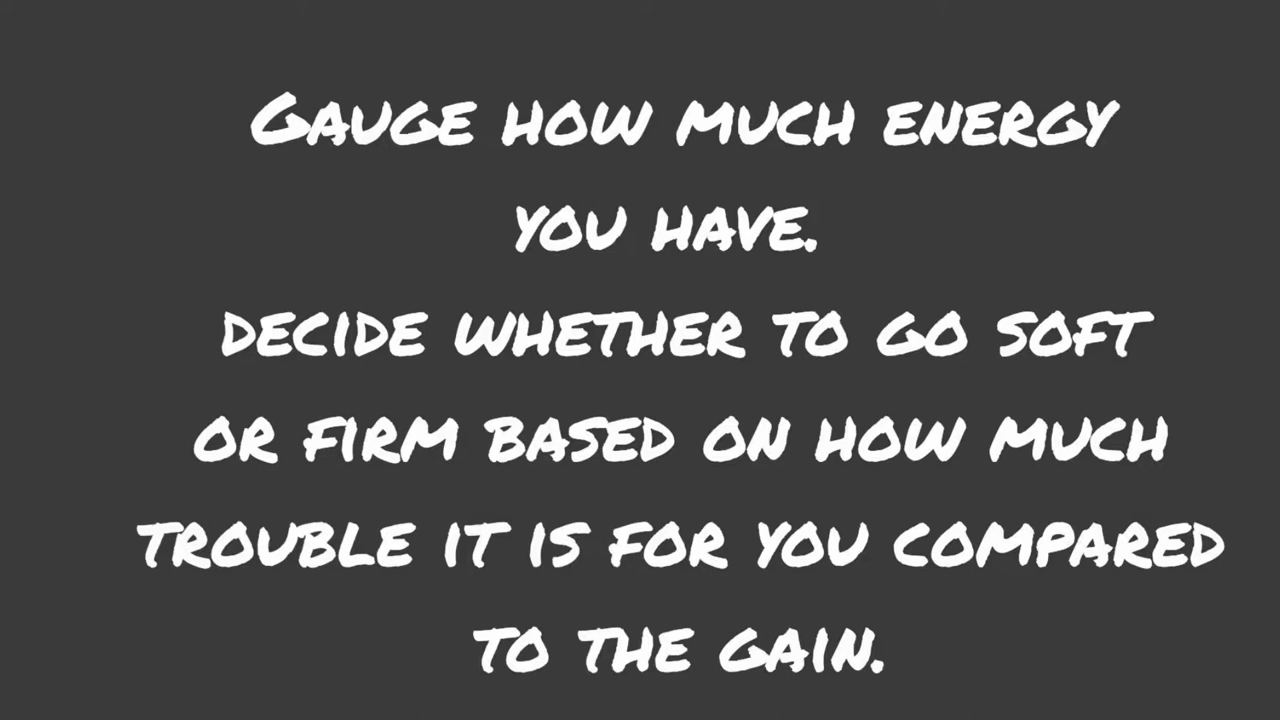 Gauge how much energy
you have.
decide whether to go soft
or firm based on how much
trouble it is for you compared
to the gain.